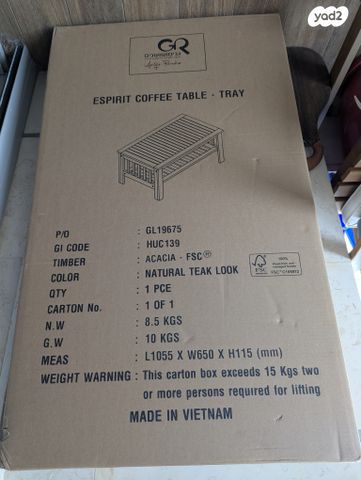 yad2
GR
ESPIRIT COFFEE TABLE - TRAY
P/O : GL19675
GI CODE : HUC139
TIMBER : ACACIA - FSC®
COLOR : NATURAL TEAK LOOK
QTY : 1 PCE
CARTON No. : 1 OF 1
N.W : 8.5 KGS
G.W : 10 KGS
MEAS : L1055 X W650 X H115 (mm)
WEIGHT WARNING : This carton box exceeds 15 Kgs two
or more persons required for lifting
MADE IN VIETNAM
FSC
100%